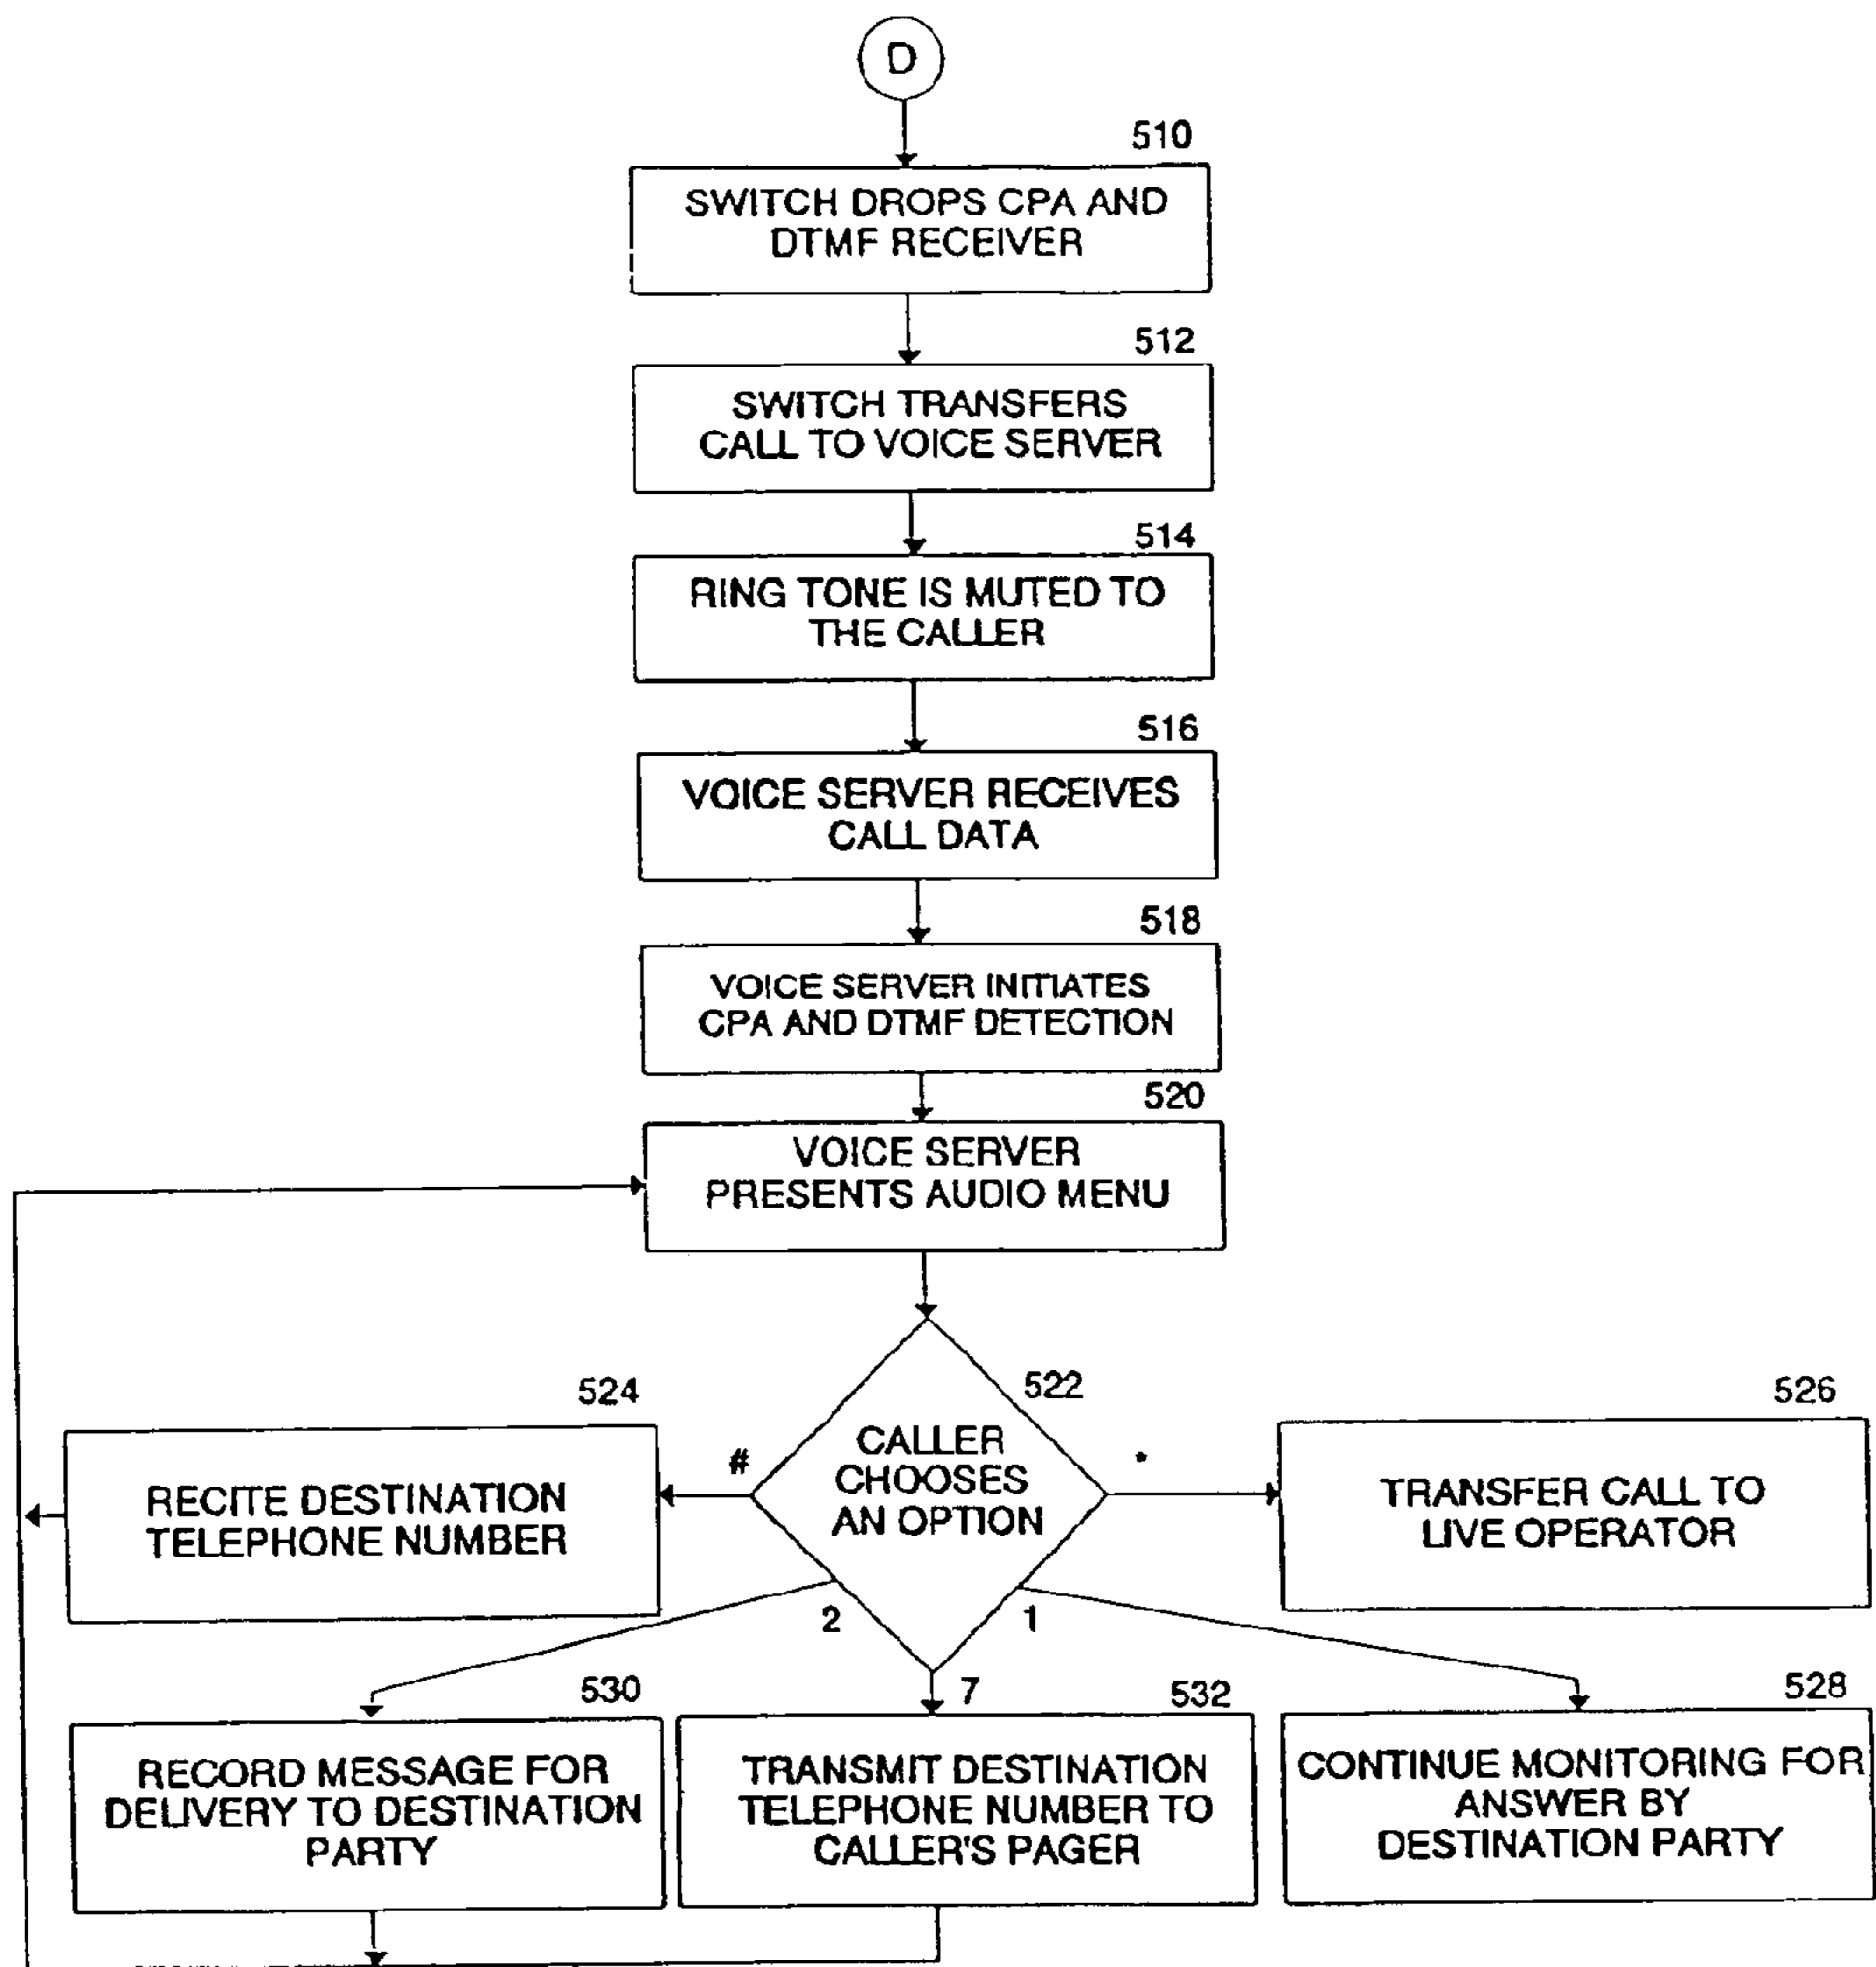 D
510
SWITCH DROPS CPA AND
DTMF RECEIVER
512
SWITCH TRANSFERS
CALL TO VOICE SERVER
514
RING TONE IS MUTED TO
THE CALLER
516
VOICE SERVER RECEIVES
CALL DATA
518
VOICE SERVER INITIATES
CPA AND DTMF DETECTION
520
VOICE SERVER
PRESENTS AUDIO MENU
522
CALLER
CHOOSES
AN OPTION
524
#
RECITE DESTINATION
TELEPHONE NUMBER
526
*
TRANSFER CALL TO
LIVE OPERATOR
2
1
7
530
RECORD MESSAGE FOR
DELIVERY TO DESTINATION
PARTY
532
TRANSMIT DESTINATION
TELEPHONE NUMBER TO
CALLER'S PAGER
528
CONTINUE MONITORING FOR
ANSWER BY
DESTINATION PARTY